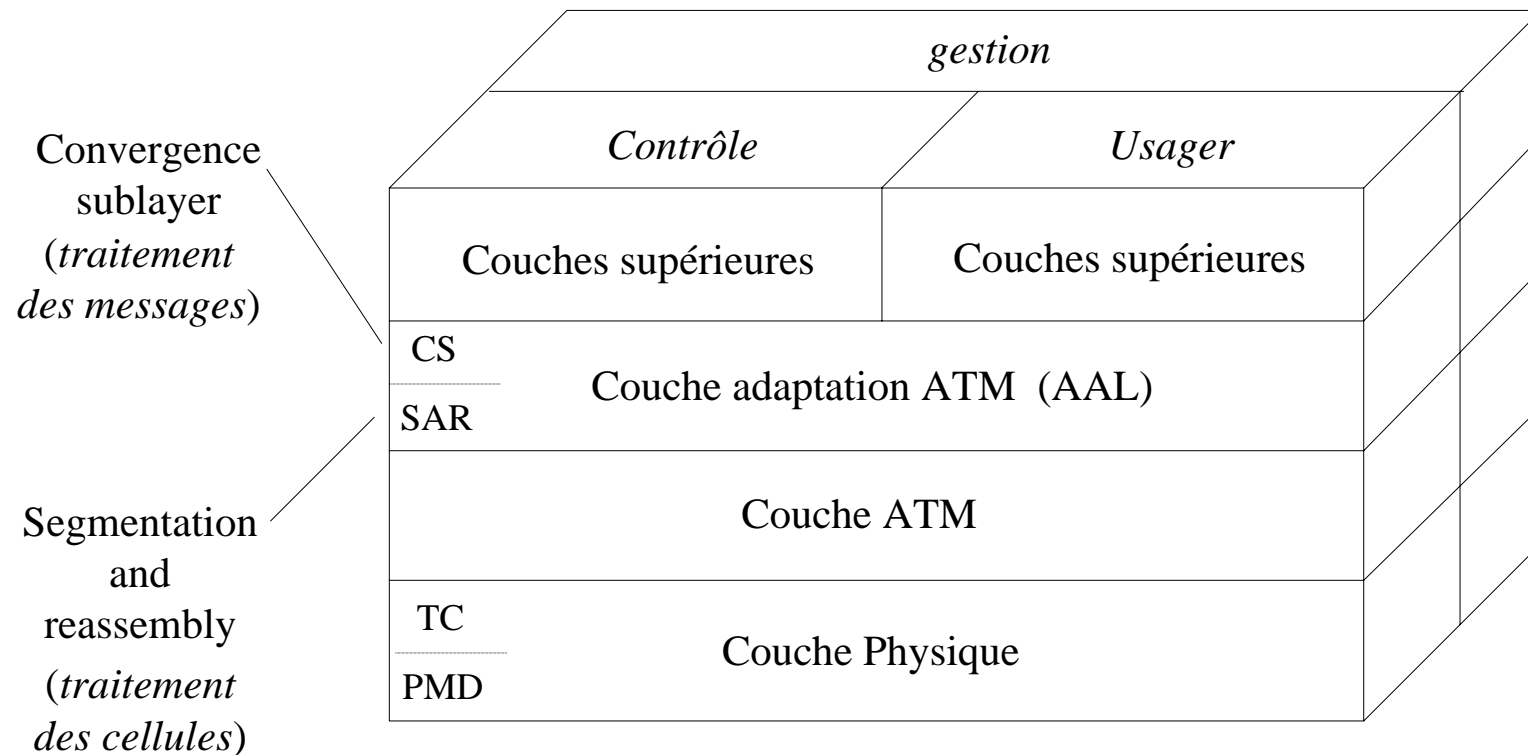 gestion
Contrôle
Usager
Convergence
sublayer
(traitement
des messages)
Couches supérieures
Couches supérieures
CS
SAR
Couche adaptation ATM (AAL)
Segmentation
and
reassembly
(traitement
des cellules)
Couche ATM
TC
PMD
Couche Physique